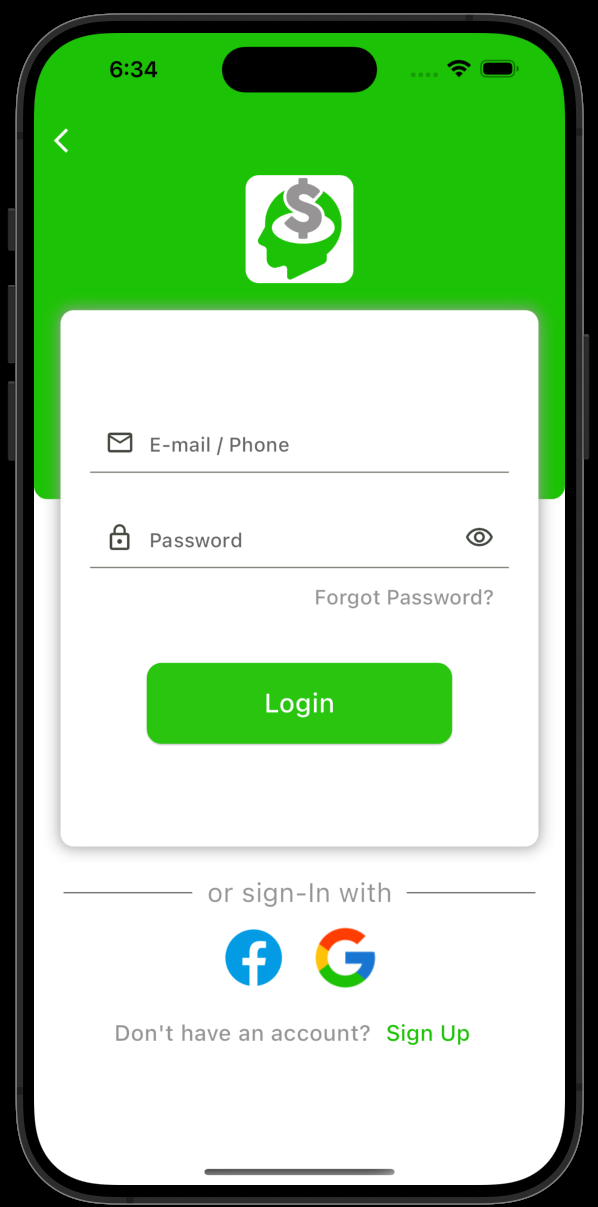 6:34
$
E-mail / Phone
Password
Forgot Password?
Login
or sign-In with
f G
Don't have an account? Sign Up